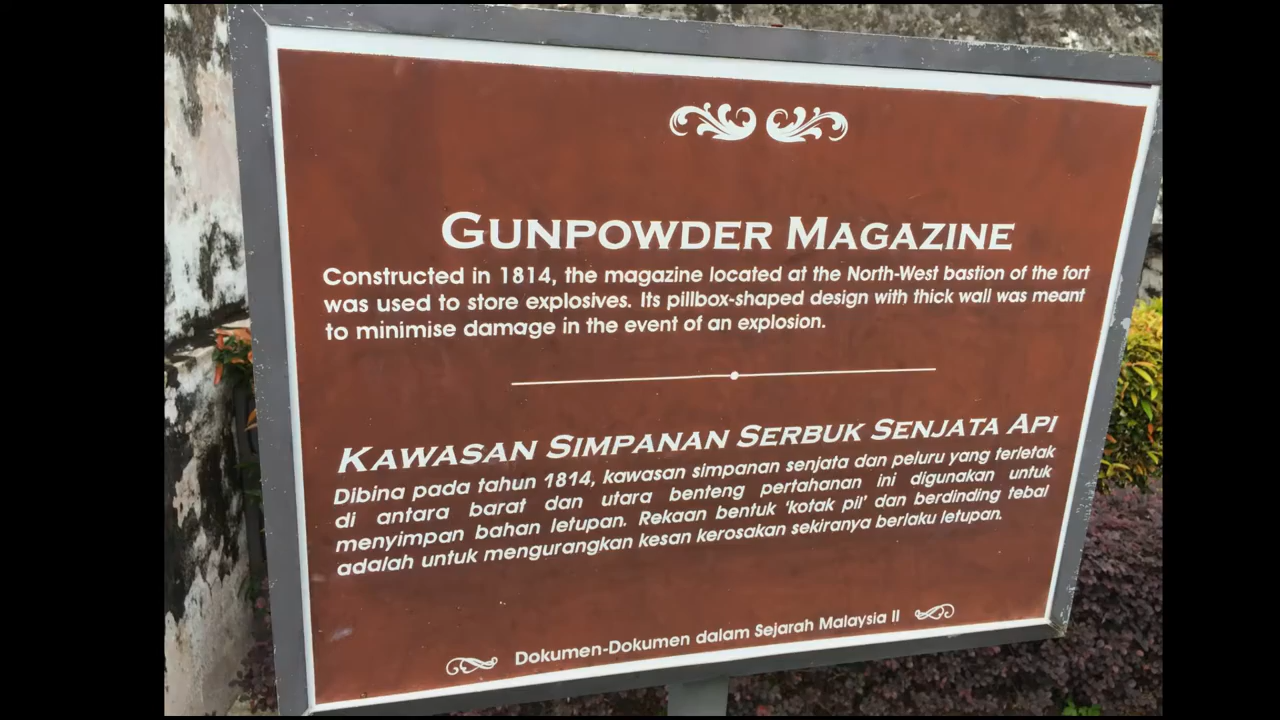 GUNPOWDER MAGAZINE
Constructed in 1814, the magazine located at the North-West bastion of the fort
was used to store explosives. Its pillbox-shaped design with thick wall was meant
to minimise damage in the event of an explosion.
KAWASAN SIMPANAN SERBUK SENJATA API
Dibina pada tahun 1814, kawasan simpanan senjata dan peluru yang terletak
di antara barat dan utara benteng pertahanan ini digunakan untuk
menyimpan bahan letupan. Rekaan bentuk 'kotak pil' dan berdinding tebal
adalah untuk mengurangkan kesan kerosakan sekiranya berlaku letupan.
Dokumen-Dokumen dalam Sejarah Malaysia II